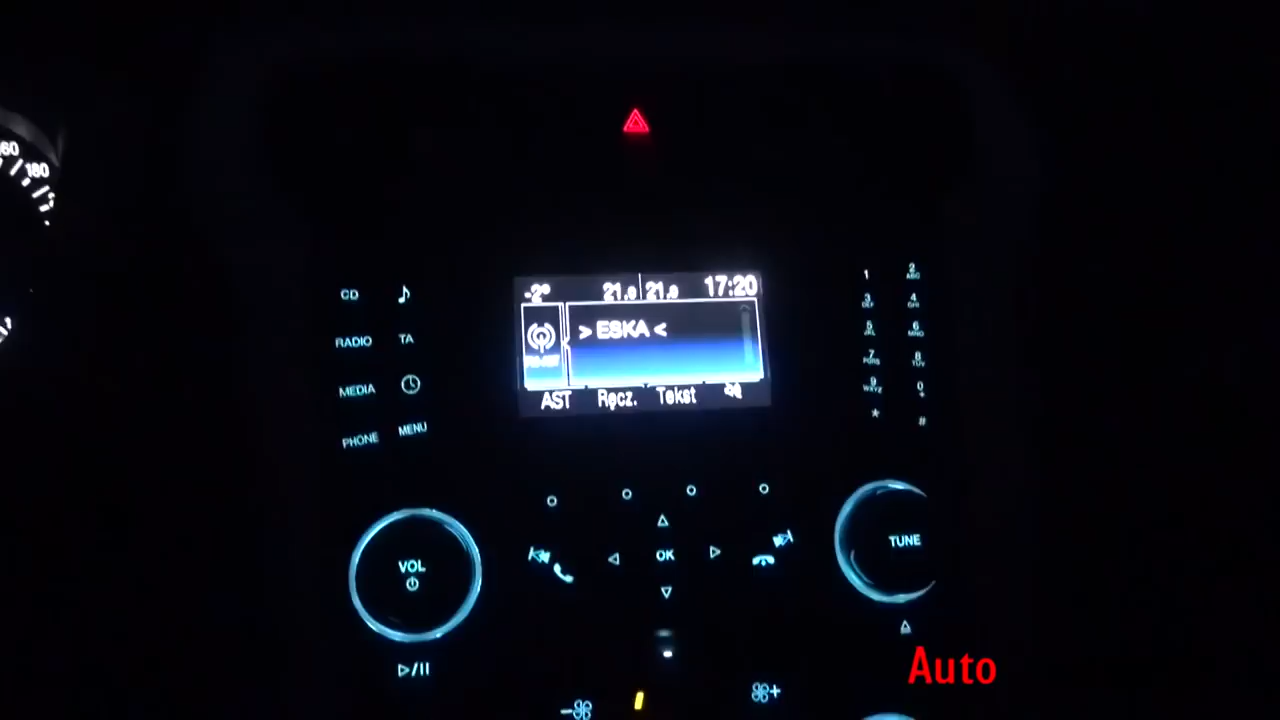 60
180
-2° 21.0 21.0 17:20
> ESKA <
AST Ręcz. Tekst
CD
RADIO TA
MEDIA
PHONE MENU
1 2 ABC
3 DEF 4 GHI
5 JKL 6 MNO
7 PQRS 8 TUV
9 WXYZ 0 +
* #
VOL
OK
TUNE
Auto